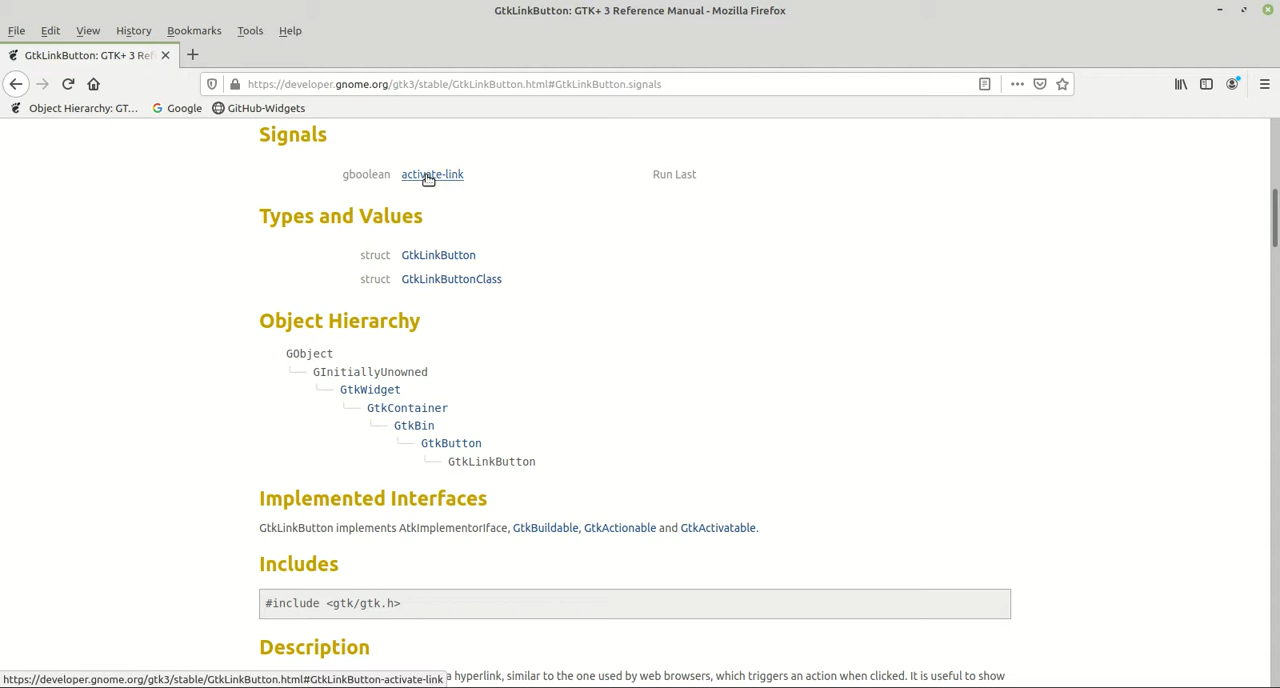 GtkLinkButton: GTK+ 3 Reference Manual - Mozilla Firefox
File Edit View History Bookmarks Tools Help
GtkLinkButton: GTK+ 3 Ref
https://developer.gnome.org/gtk3/stable/GtkLinkButton.html#GtkLinkButton.signals
Object Hierarchy: GT... Google GitHub-Widgets
Signals
gboolean activate-link Run Last
Types and Values
struct GtkLinkButton
struct GtkLinkButtonClass
Object Hierarchy
GObject
GInitiallyUnowned
GtkWidget
GtkContainer
GtkBin
GtkButton
GtkLinkButton
Implemented Interfaces
GtkLinkButton implements AtkImplementorIface, GtkBuildable, GtkActionable and GtkActivatable.
Includes
#include <gtk/gtk.h>
Description
a hyperlink, similar to the one used by web browsers, which triggers an action when clicked. It is useful to show
https://developer.gnome.org/gtk3/stable/GtkLinkButton.html#GtkLinkButton-activate-link